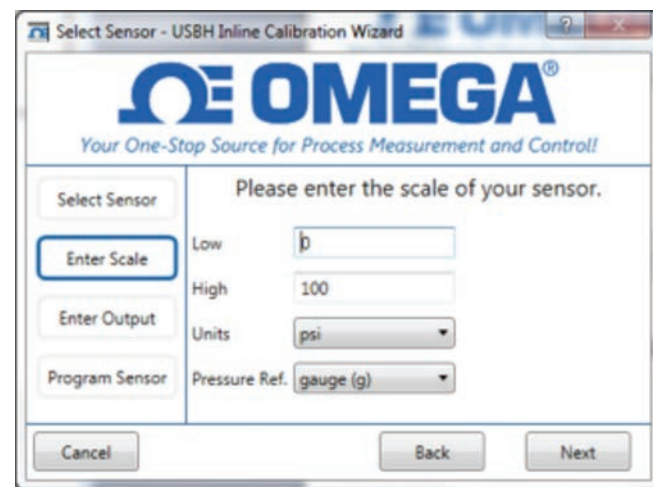 Select Sensor - USBH Inline Calibration Wizard
ΩE OMEGA®
Your One-Stop Source for Process Measurement and Control!
Select Sensor
Enter Scale
Enter Output
Program Sensor
Please enter the scale of your sensor.
Low 0
High 100
Units psi
Pressure Ref. gauge (g)
Cancel Back Next